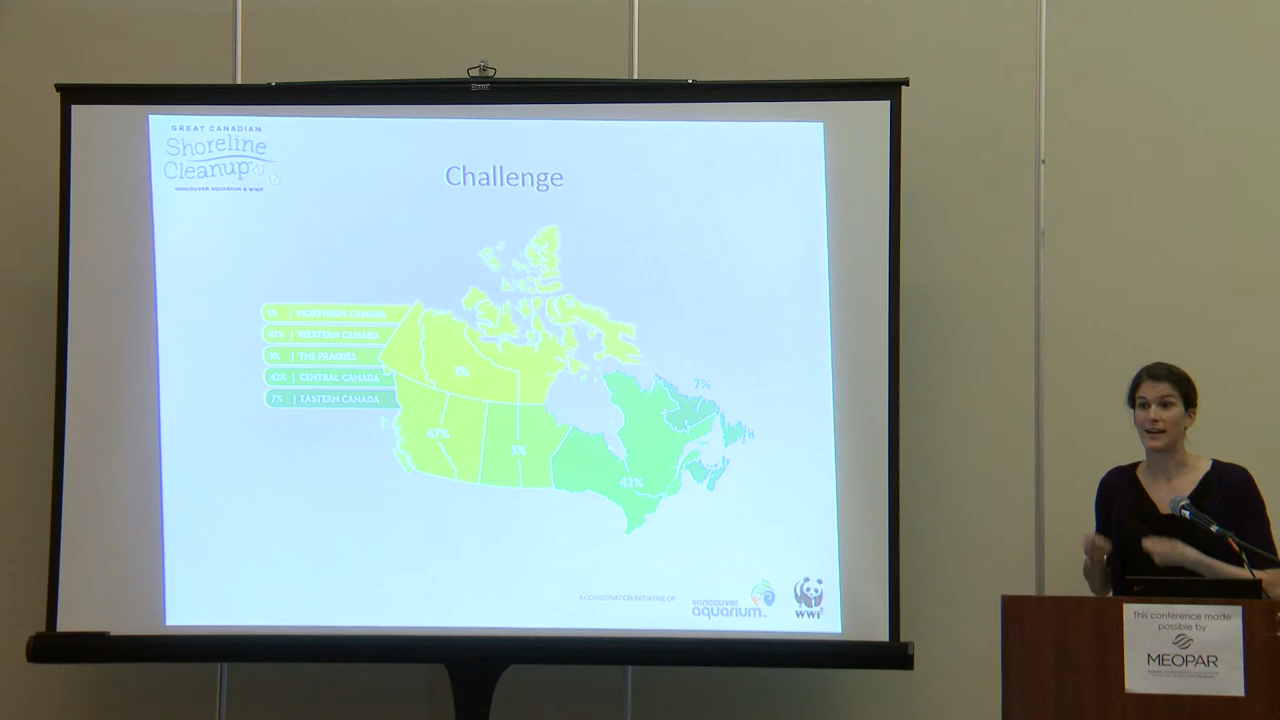 GREAT CANADIAN
Shoreline
Cleanup
VANCOUVER AQUARIUM & WWF
Challenge
1% | NORTHERN CANADA
47% | WESTERN CANADA
3% | THE PRAIRIES
42% | CENTRAL CANADA
7% | EASTERN CANADA
1%
7%
47%
3%
42%
A CONSERVATION INITIATIVE OF
vancouver
aquarium
WWF
This conference made
possible by
MEOPAR